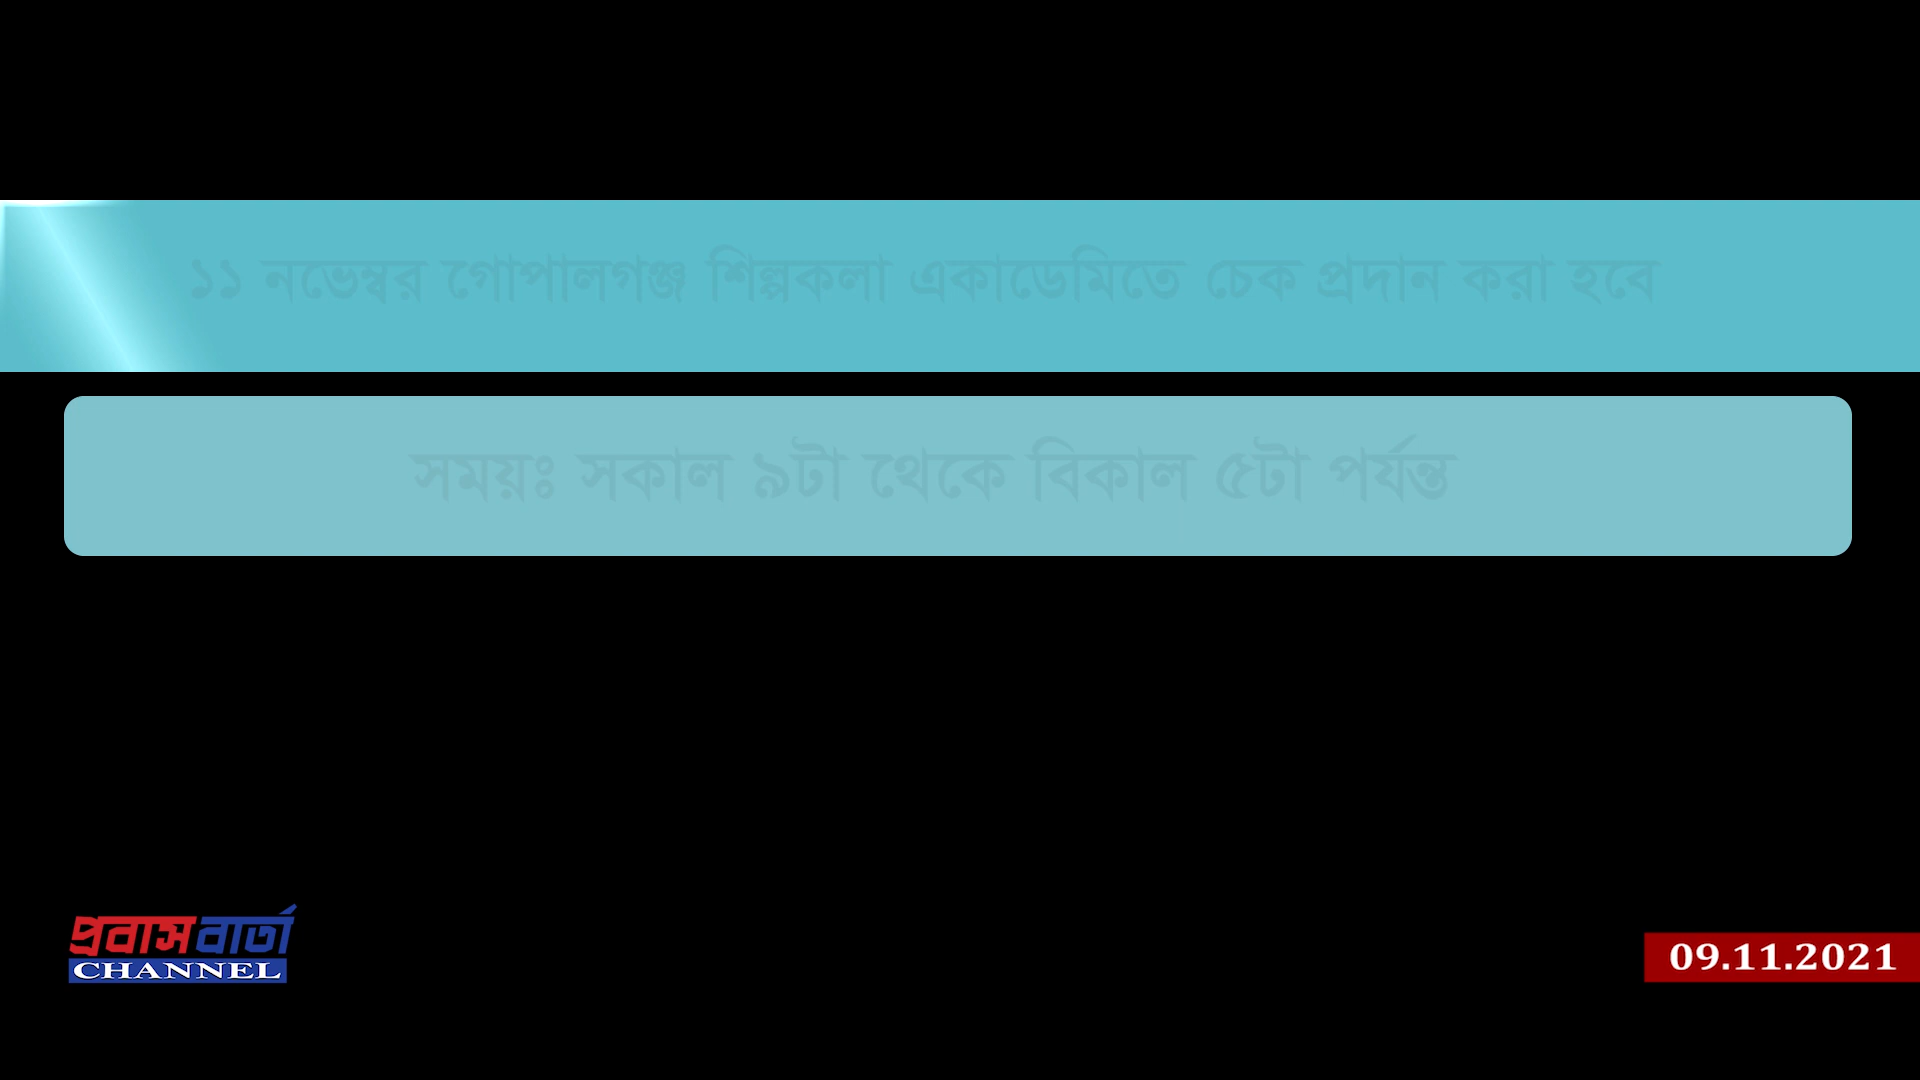 ১১ নভেম্বর গোপালগঞ্জ শিল্পকলা একাডেমিতে চেক প্রদান করা হবে
সময়ঃ সকাল ৯টা থেকে বিকাল ৫টা পর্যন্ত
প্রবাস বার্তা
CHANNEL
09.11.2021